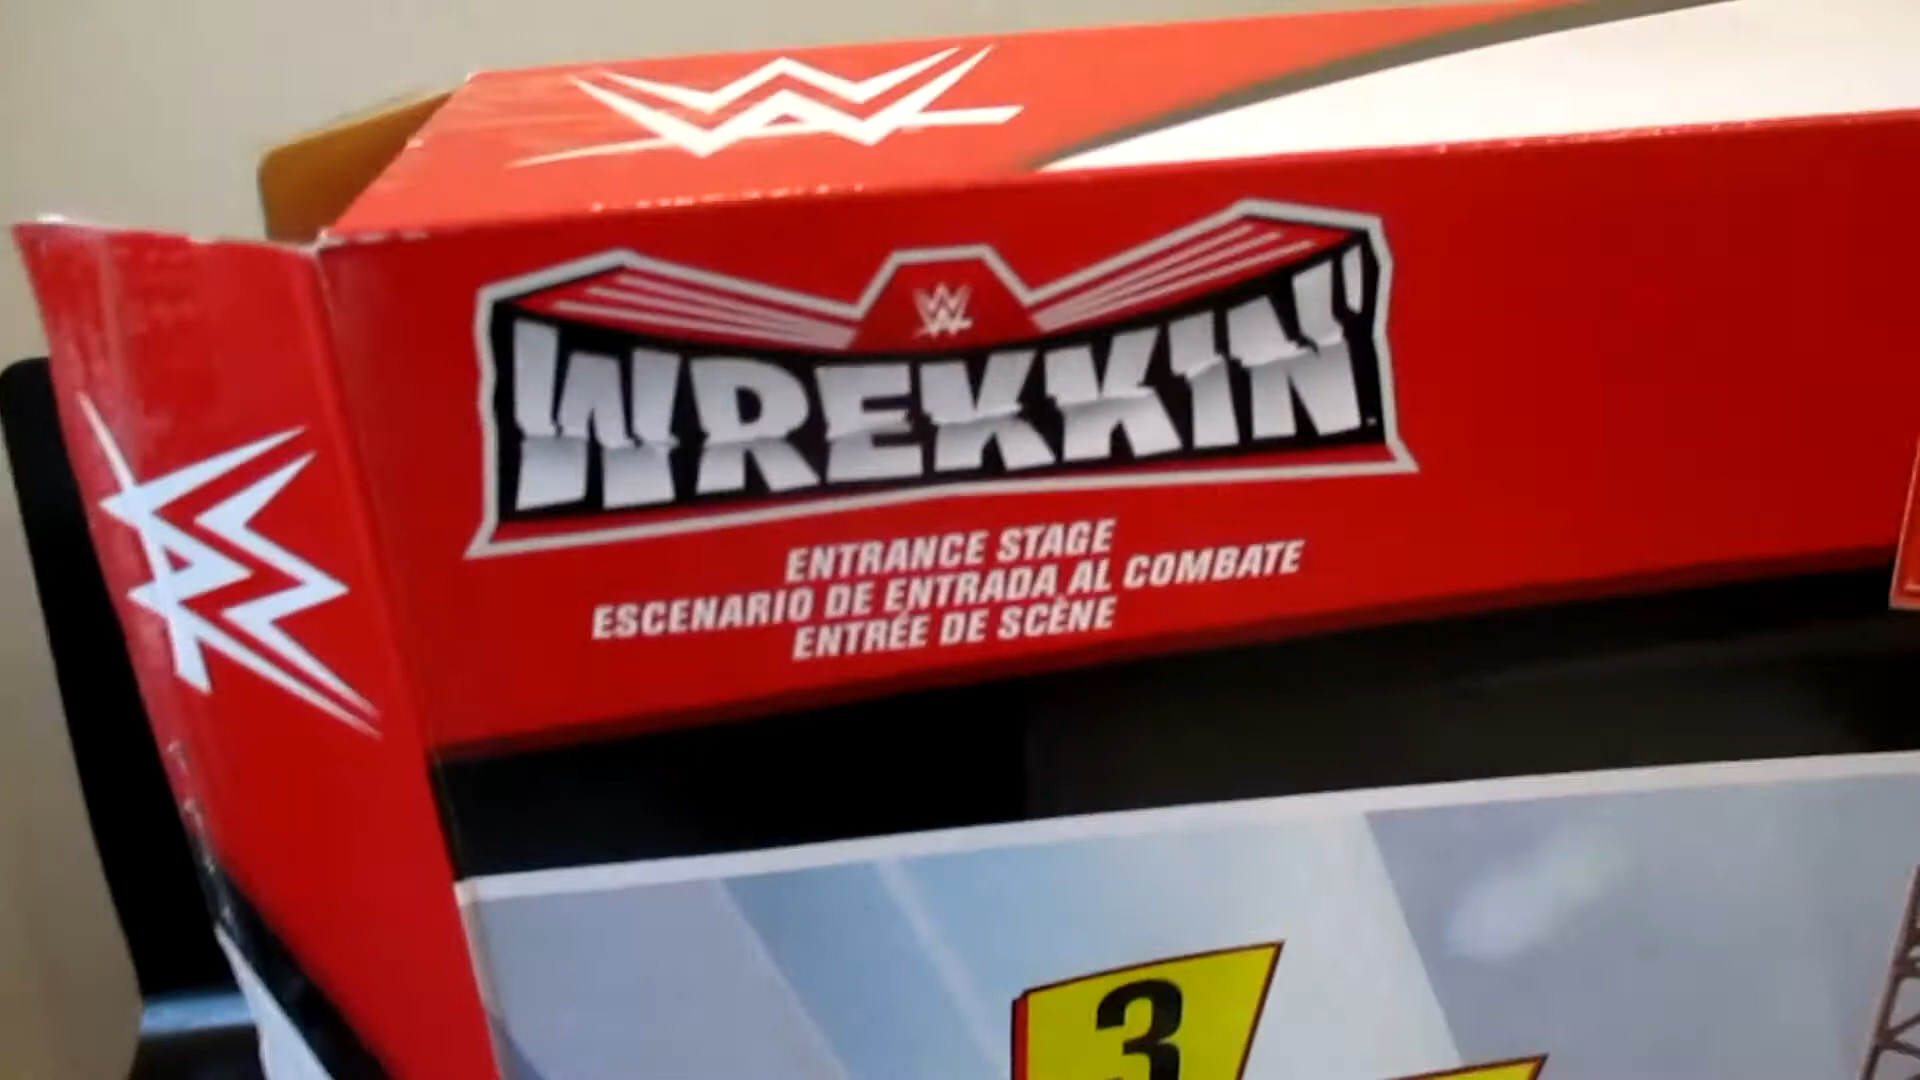 W
W
WREKKIN'
ENTRANCE STAGE
ESCENARIO DE ENTRADA AL COMBATE
ENTRÉE DE SCÈNE
W
3